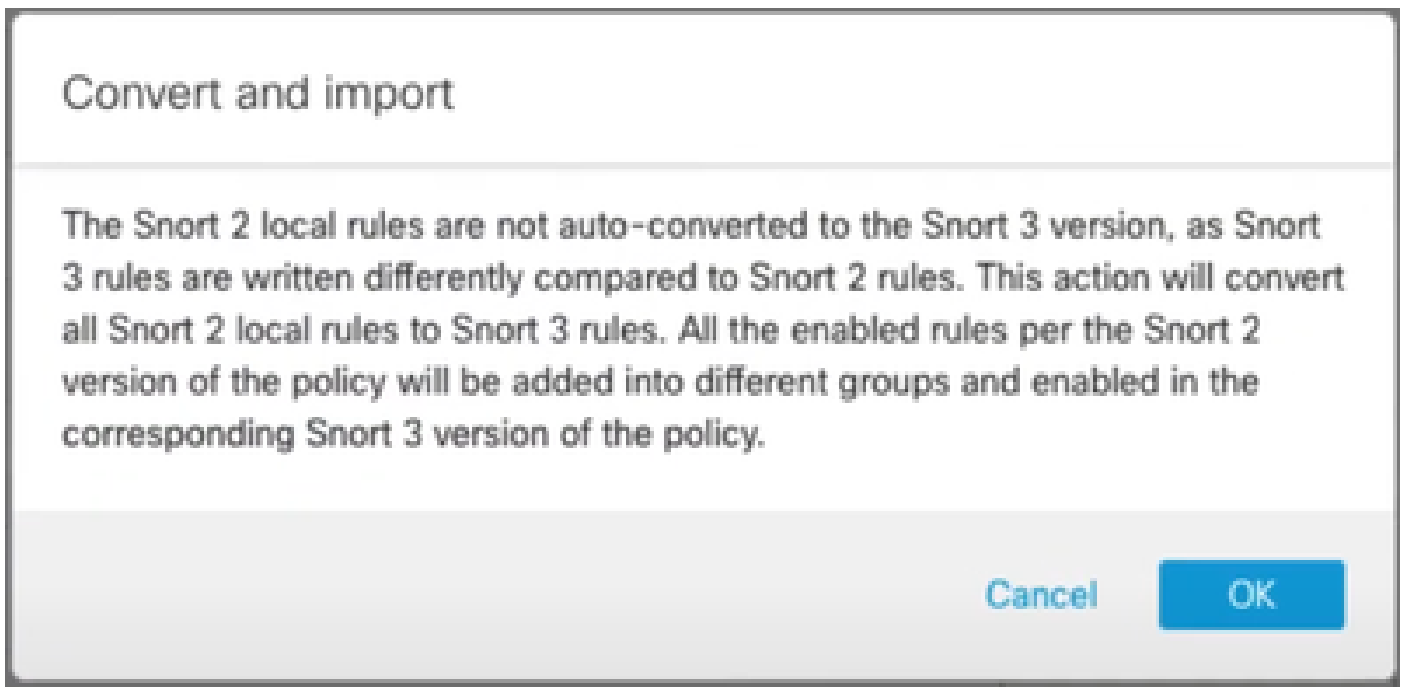 Convert and import
The Snort 2 local rules are not auto-converted to the Snort 3 version, as Snort
3 rules are written differently compared to Snort 2 rules. This action will convert
all Snort 2 local rules to Snort 3 rules. All the enabled rules per the Snort 2
version of the policy will be added into different groups and enabled in the
corresponding Snort 3 version of the policy.
Cancel
OK